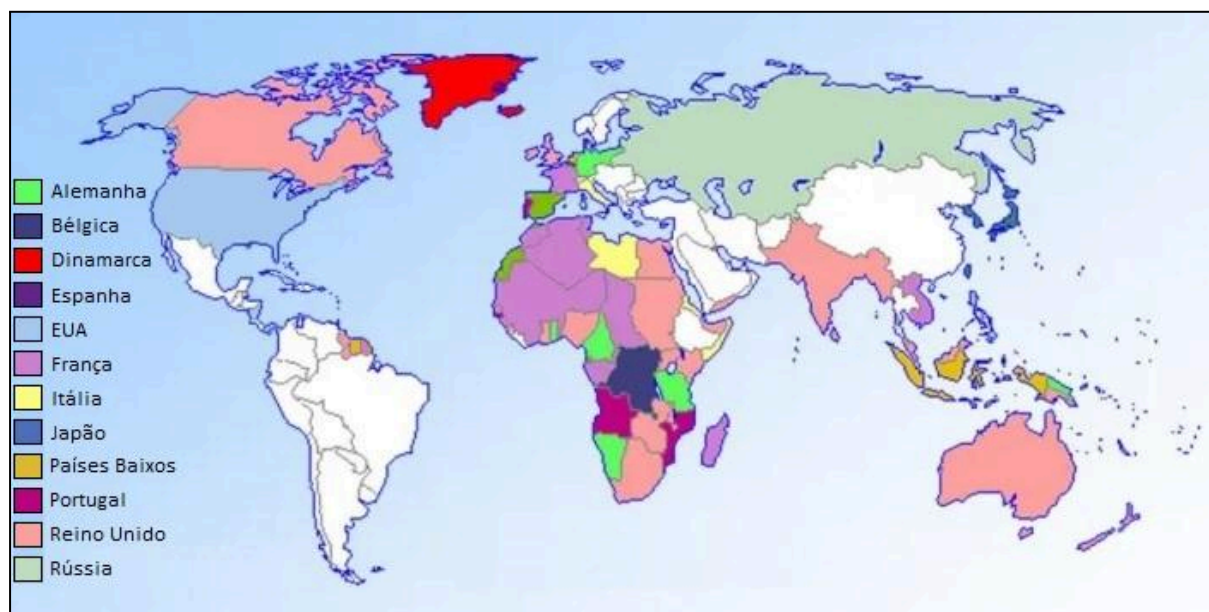 Alemanha
Bélgica
Dinamarca
Espanha
EUA
França
Itália
Japão
Países Baixos
Portugal
Reino Unido
Rússia